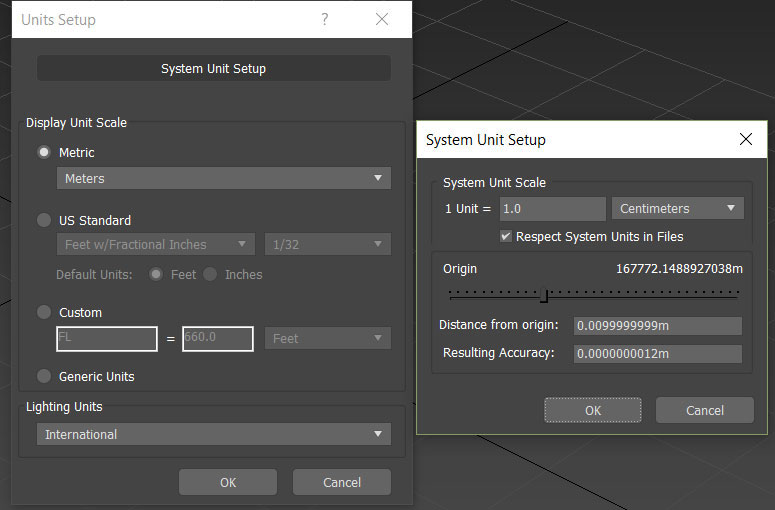 Units Setup
?
System Unit Setup
Display Unit Scale
Metric
Meters
US Standard
Feet w/Fractional Inches
1/32
Default Units:
Feet
Inches
Custom
FL
=
660.0
Feet
Generic Units
Lighting Units
International
OK
Cancel
System Unit Setup
System Unit Scale
1 Unit =
1.0
Centimeters
Respect System Units in Files
Origin
167772.1488927038m
Distance from origin:
0.0099999999m
Resulting Accuracy:
0.0000000012m
OK
Cancel